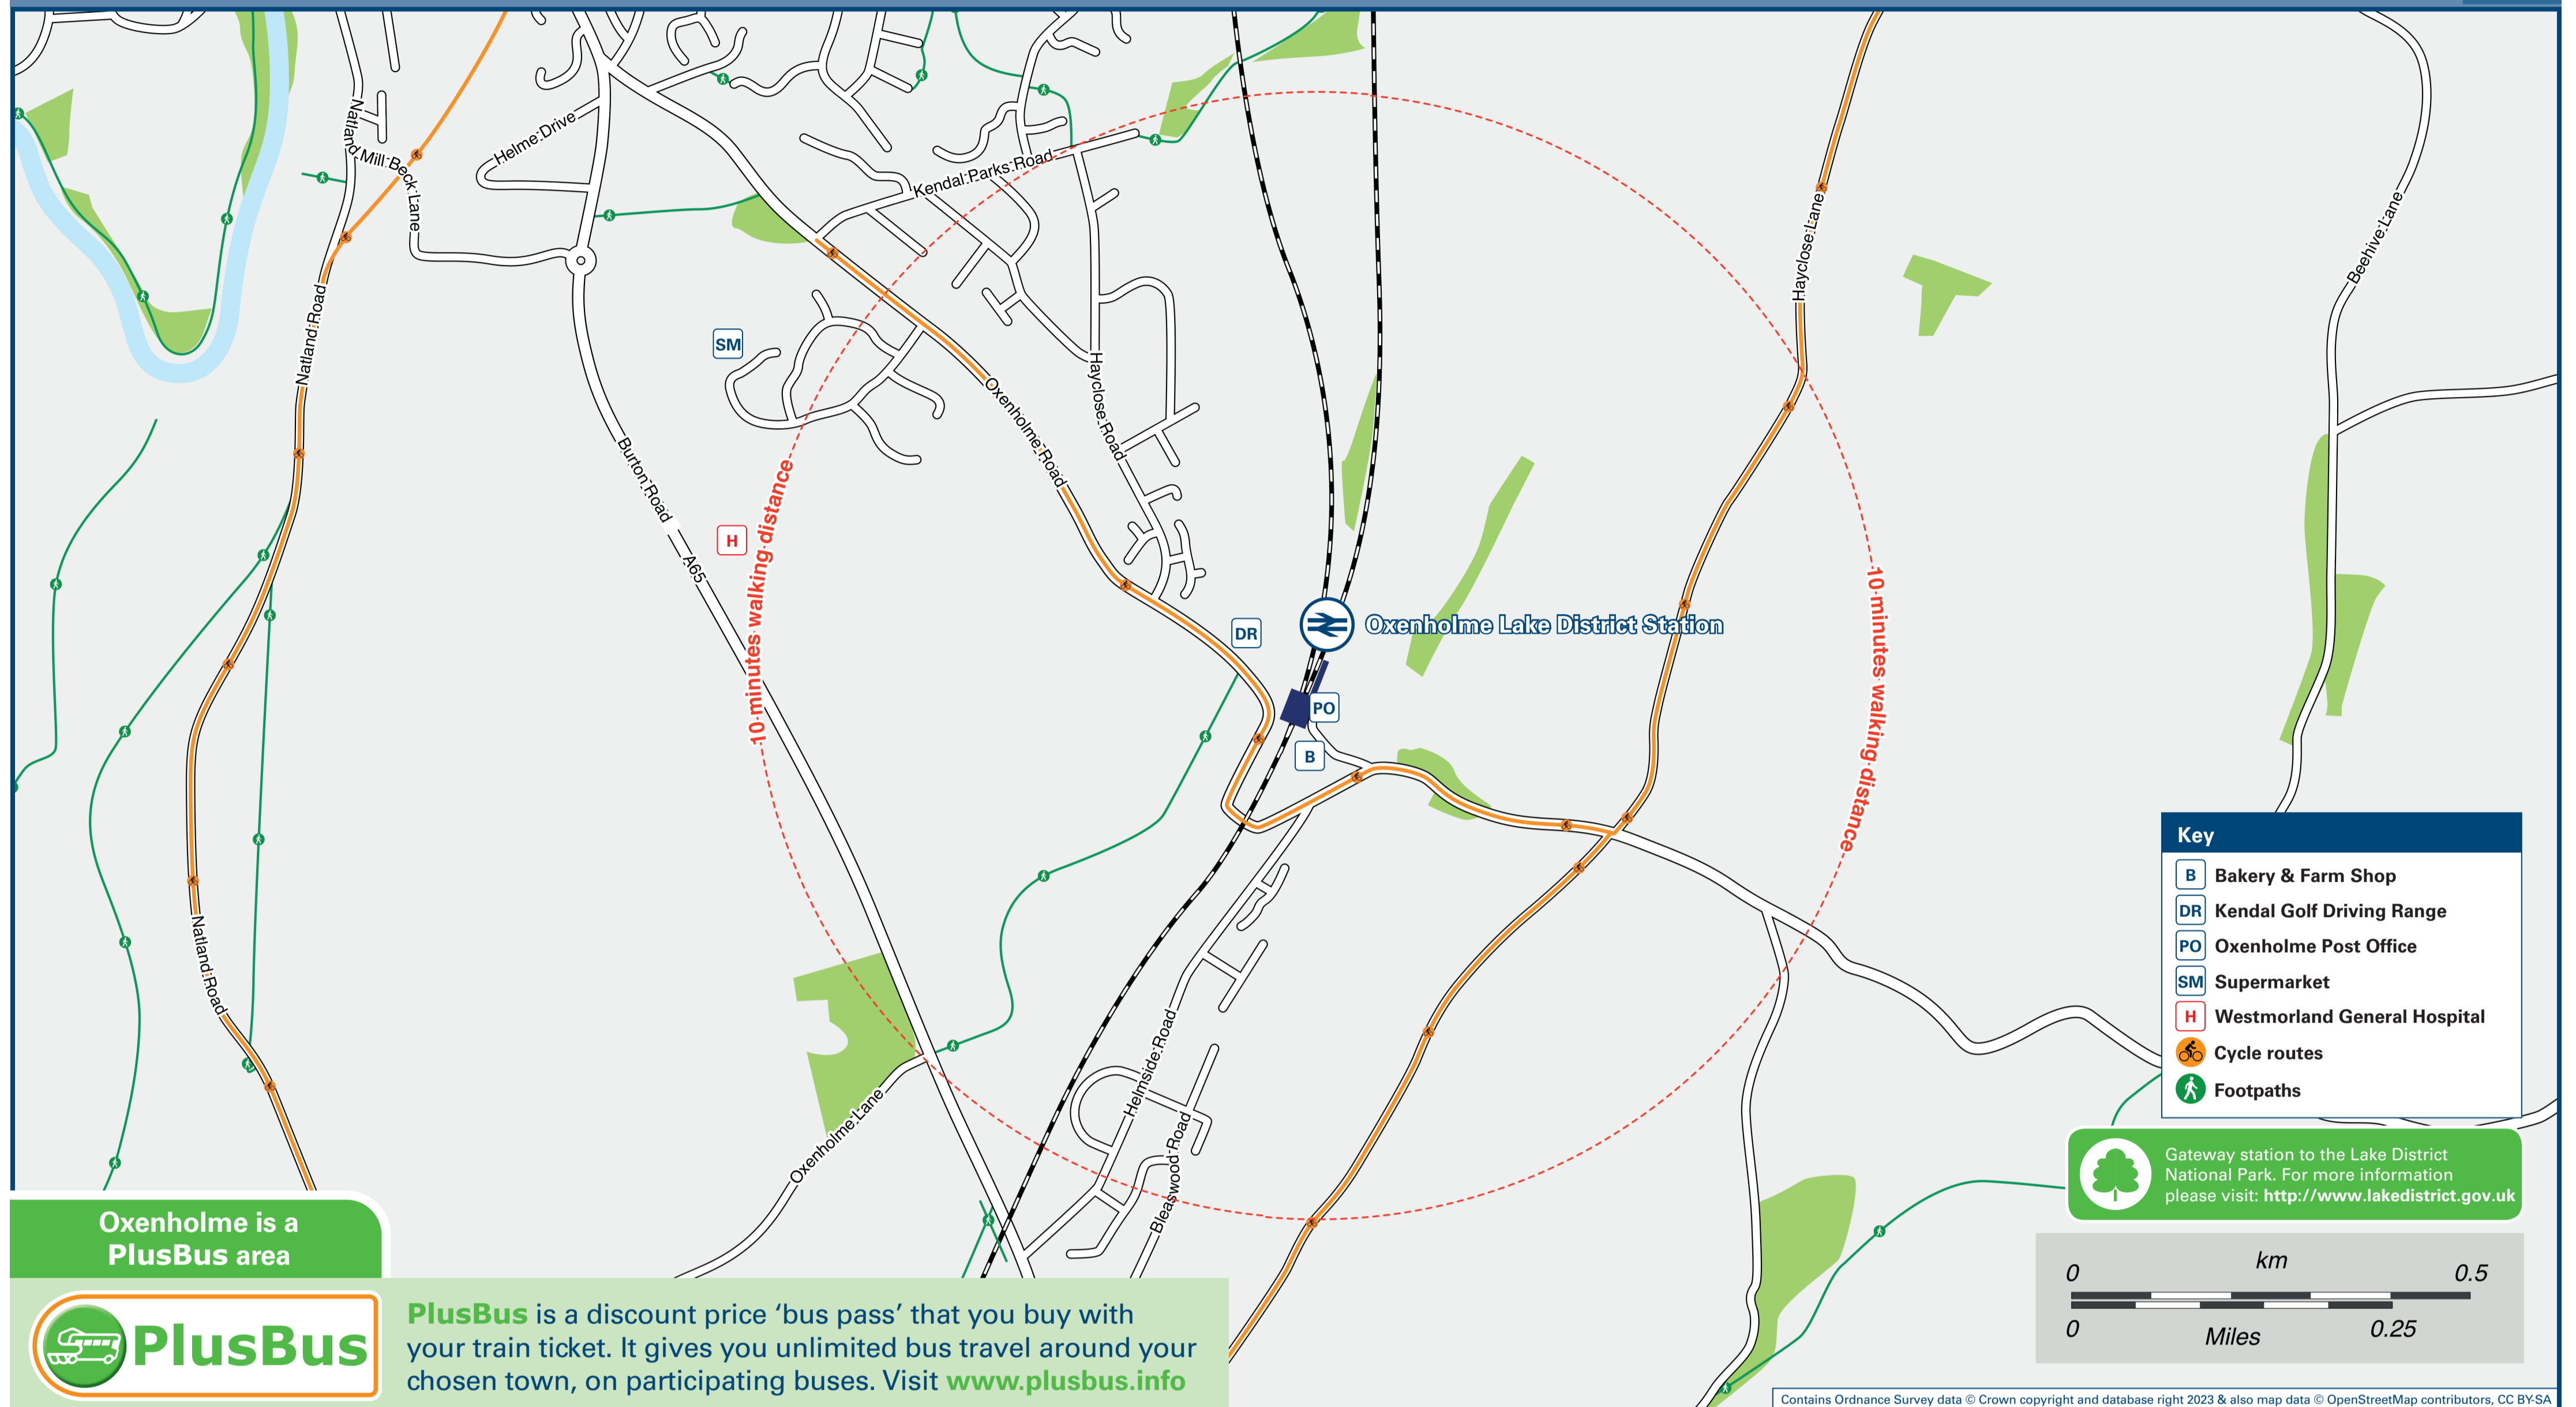 Natland
Mill Beck Lane
Helme Drive
Kendal Parks Road
Natland Road
Hayclose Lane
Beehive Lane
SM
Oxenholme Road
Hayclose Road
Burton Road
A65
H
10 minutes walking distance
10 minutes walking distance
DR
Oxenholme Lake District Station
PO
B
Natland Road
Helmside Road
Oxenholme Lane
Bleaswood Road
Key
B Bakery & Farm Shop
DR Kendal Golf Driving Range
PO Oxenholme Post Office
SM Supermarket
H Westmorland General Hospital
Cycle routes
Footpaths
Gateway station to the Lake District
National Park. For more information
please visit: http://www.lakedistrict.gov.uk
km
0 0.5
0 0.25
Miles
Oxenholme is a
PlusBus area
PlusBus
PlusBus is a discount price ‘bus pass’ that you buy with
your train ticket. It gives you unlimited bus travel around your
chosen town, on participating buses. Visit www.plusbus.info
Contains Ordnance Survey data © Crown copyright and database right 2023 & also map data © OpenStreetMap contributors, CC BY-SA